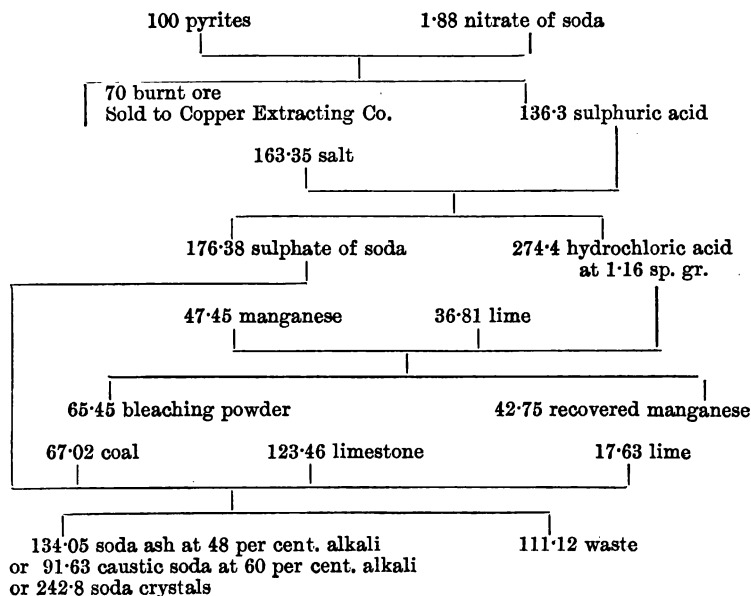 100 pyrites 1·88 nitrate of soda
70 burnt ore
Sold to Copper Extracting Co. 136·3 sulphuric acid
163·35 salt
176·38 sulphate of soda 274·4 hydrochloric acid
at 1·16 sp. gr.
47·45 manganese 36·81 lime
65·45 bleaching powder 42·75 recovered manganese
67·02 coal 123·46 limestone 17·63 lime
134·05 soda ash at 48 per cent. alkali 111·12 waste
or 91·63 caustic soda at 60 per cent. alkali
or 242·8 soda crystals